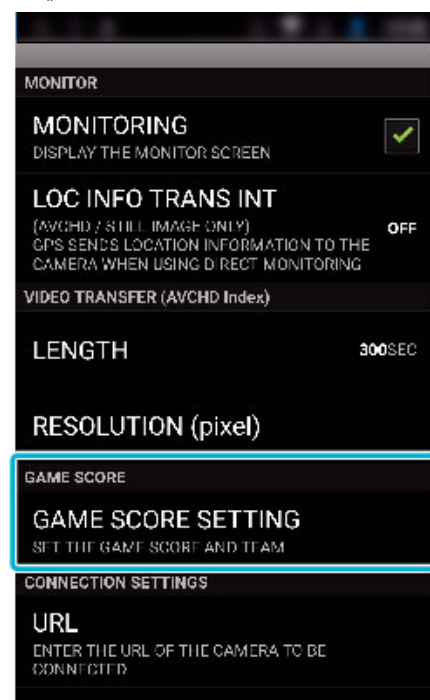 MONITOR
MONITORING
DISPLAY THE MONITOR SCREEN
LOC INFO TRANS INT
(AVCHD / STILL IMAGE ONLY)
OFF
GPS SENDS LOCATION INFORMATION TO THE
CAMERA WHEN USING DIRECT MONITORING
VIDEO TRANSFER (AVCHD Index)
LENGTH
300SEC
RESOLUTION (pixel)
GAME SCORE
GAME SCORE SETTING
SET THE GAME SCORE AND TEAM
CONNECTION SETTINGS
URL
ENTER THE URL OF THE CAMERA TO BE
CONNECTED